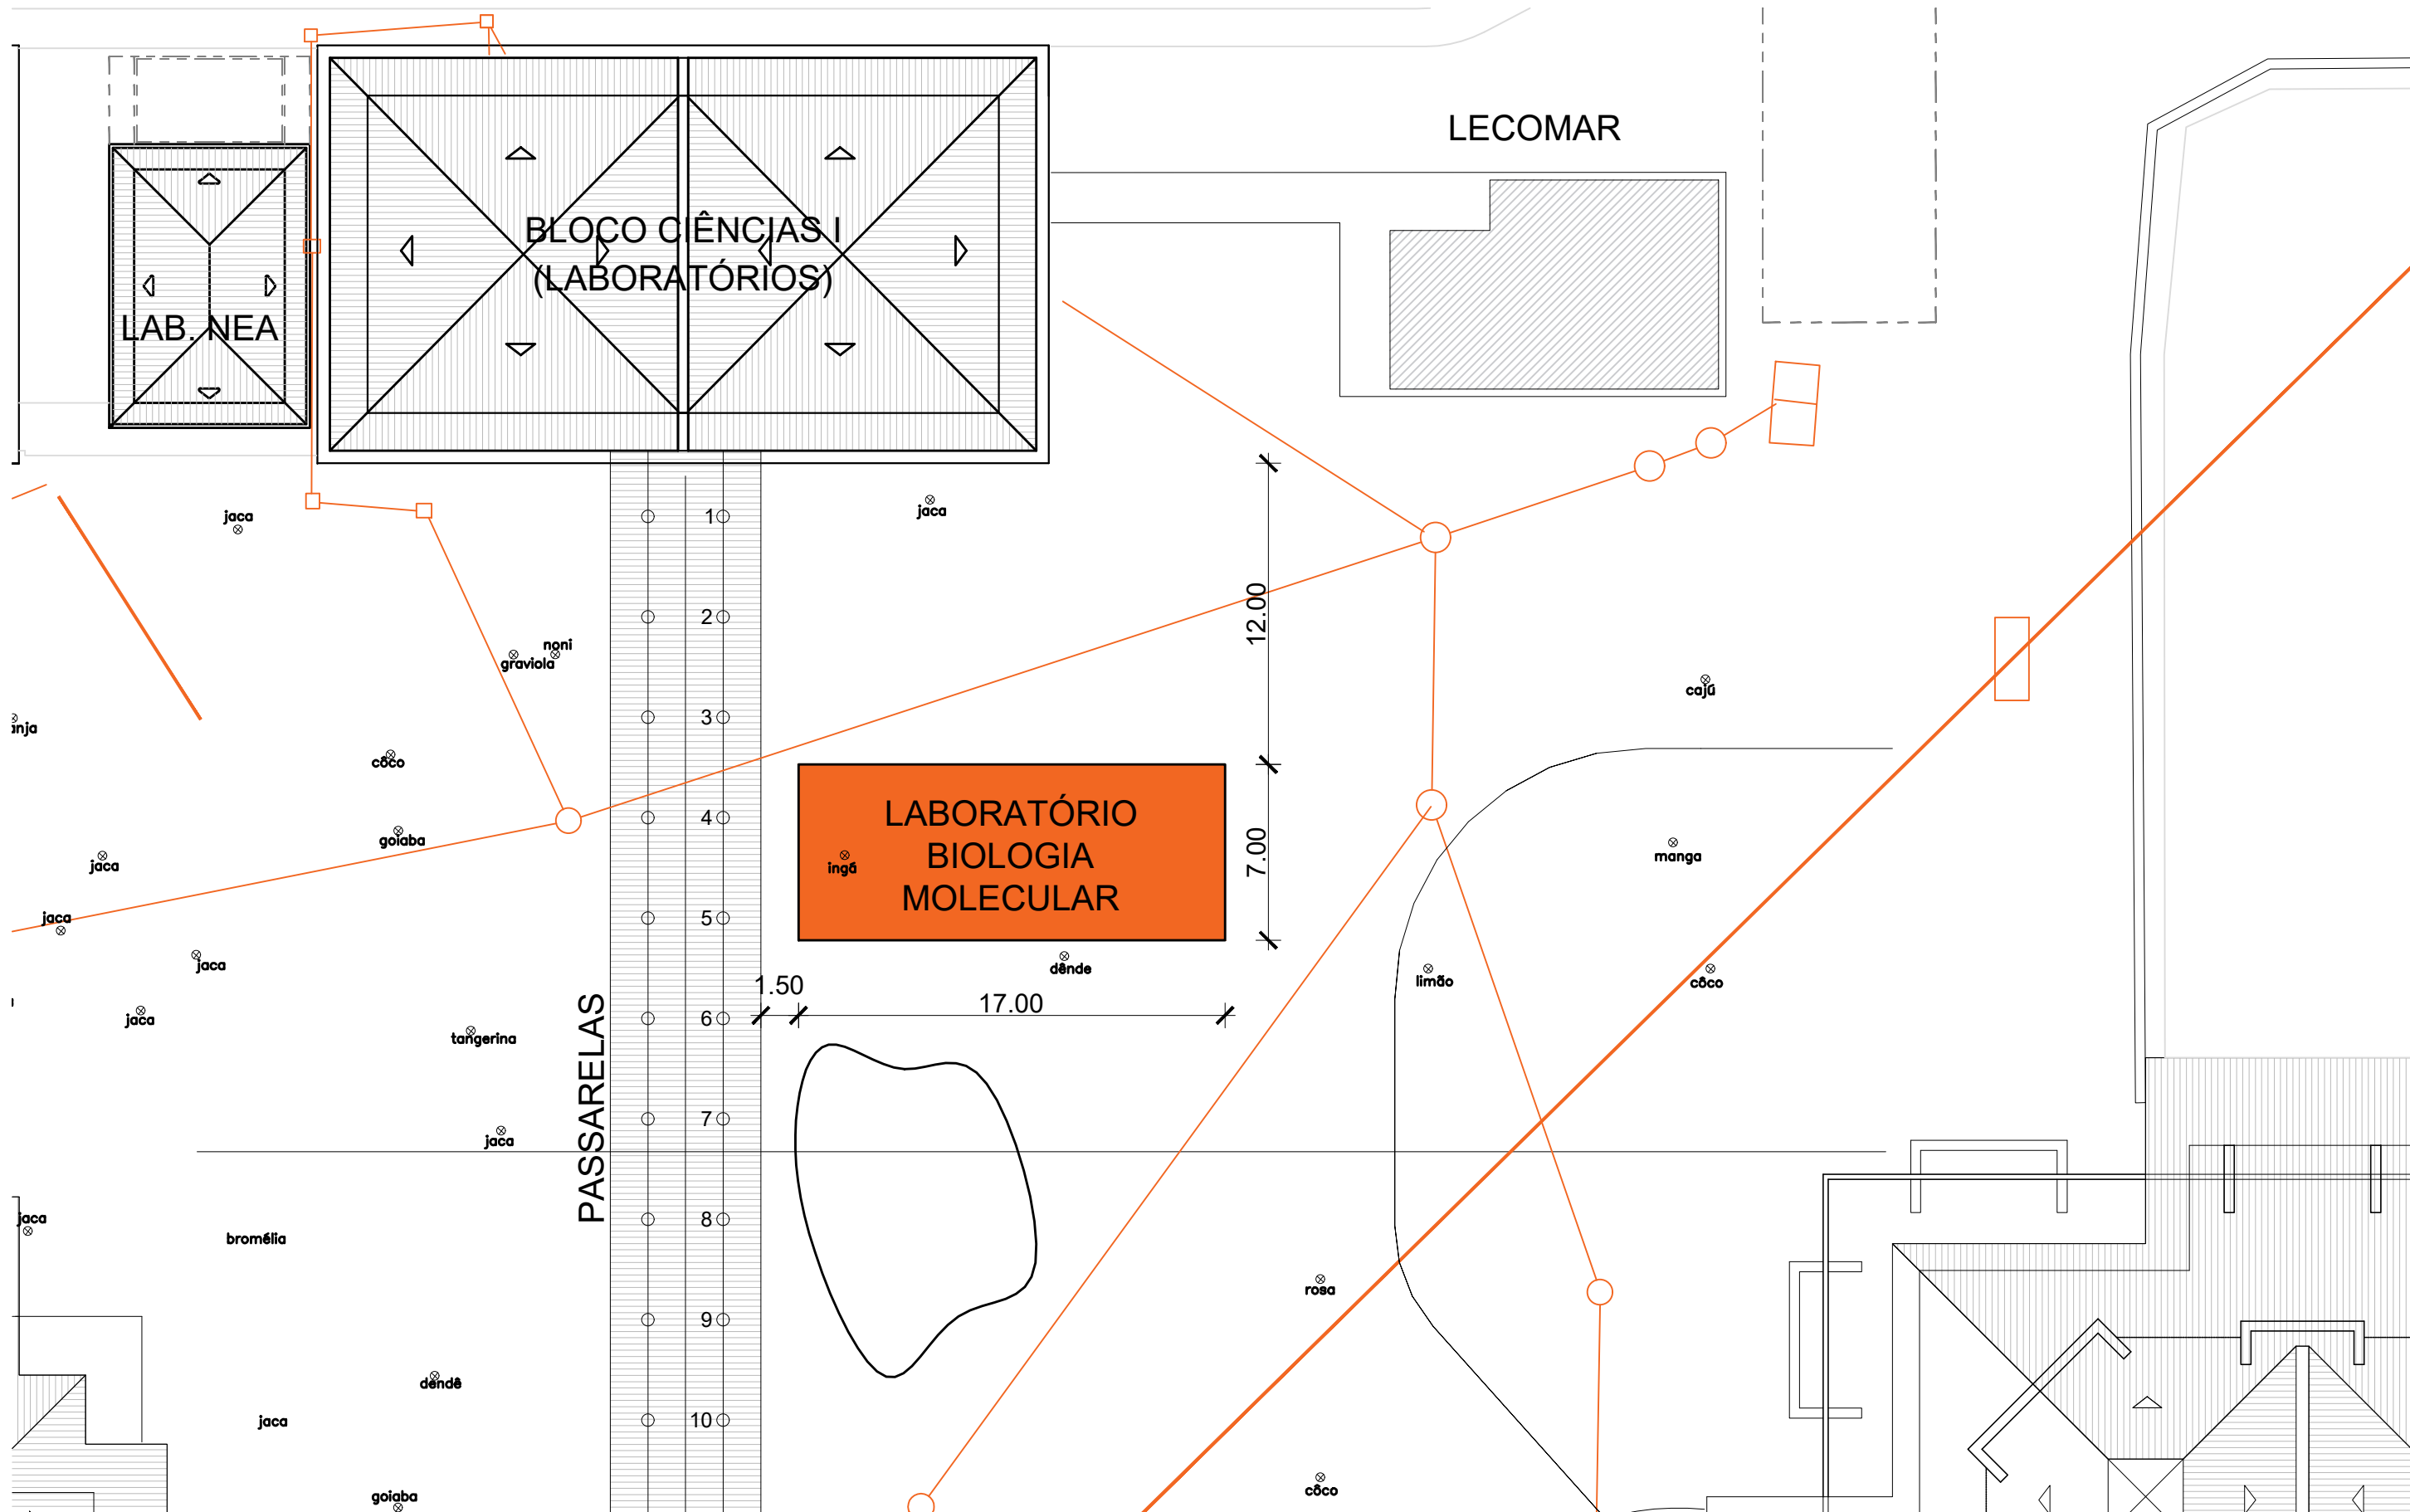 LECOMAR
BLOCO CIÊNCIAS I
(LABORATÓRIOS)
LAB. NEA
jaca
jaca
1
2
12.00
noni
graviola
cajú
3
anja
côco
LABORATÓRIO
BIOLOGIA
MOLECULAR
4
goiaba
7.00
manga
jaca
ingá
jaca
5
jaca
dênde
limão
côco
1.50
17.00
jaca
6
tangerina
PASSARELAS
7
jaca
jaca
8
bromélia
rosa
9
dendê
jaca
10
goiaba
côco